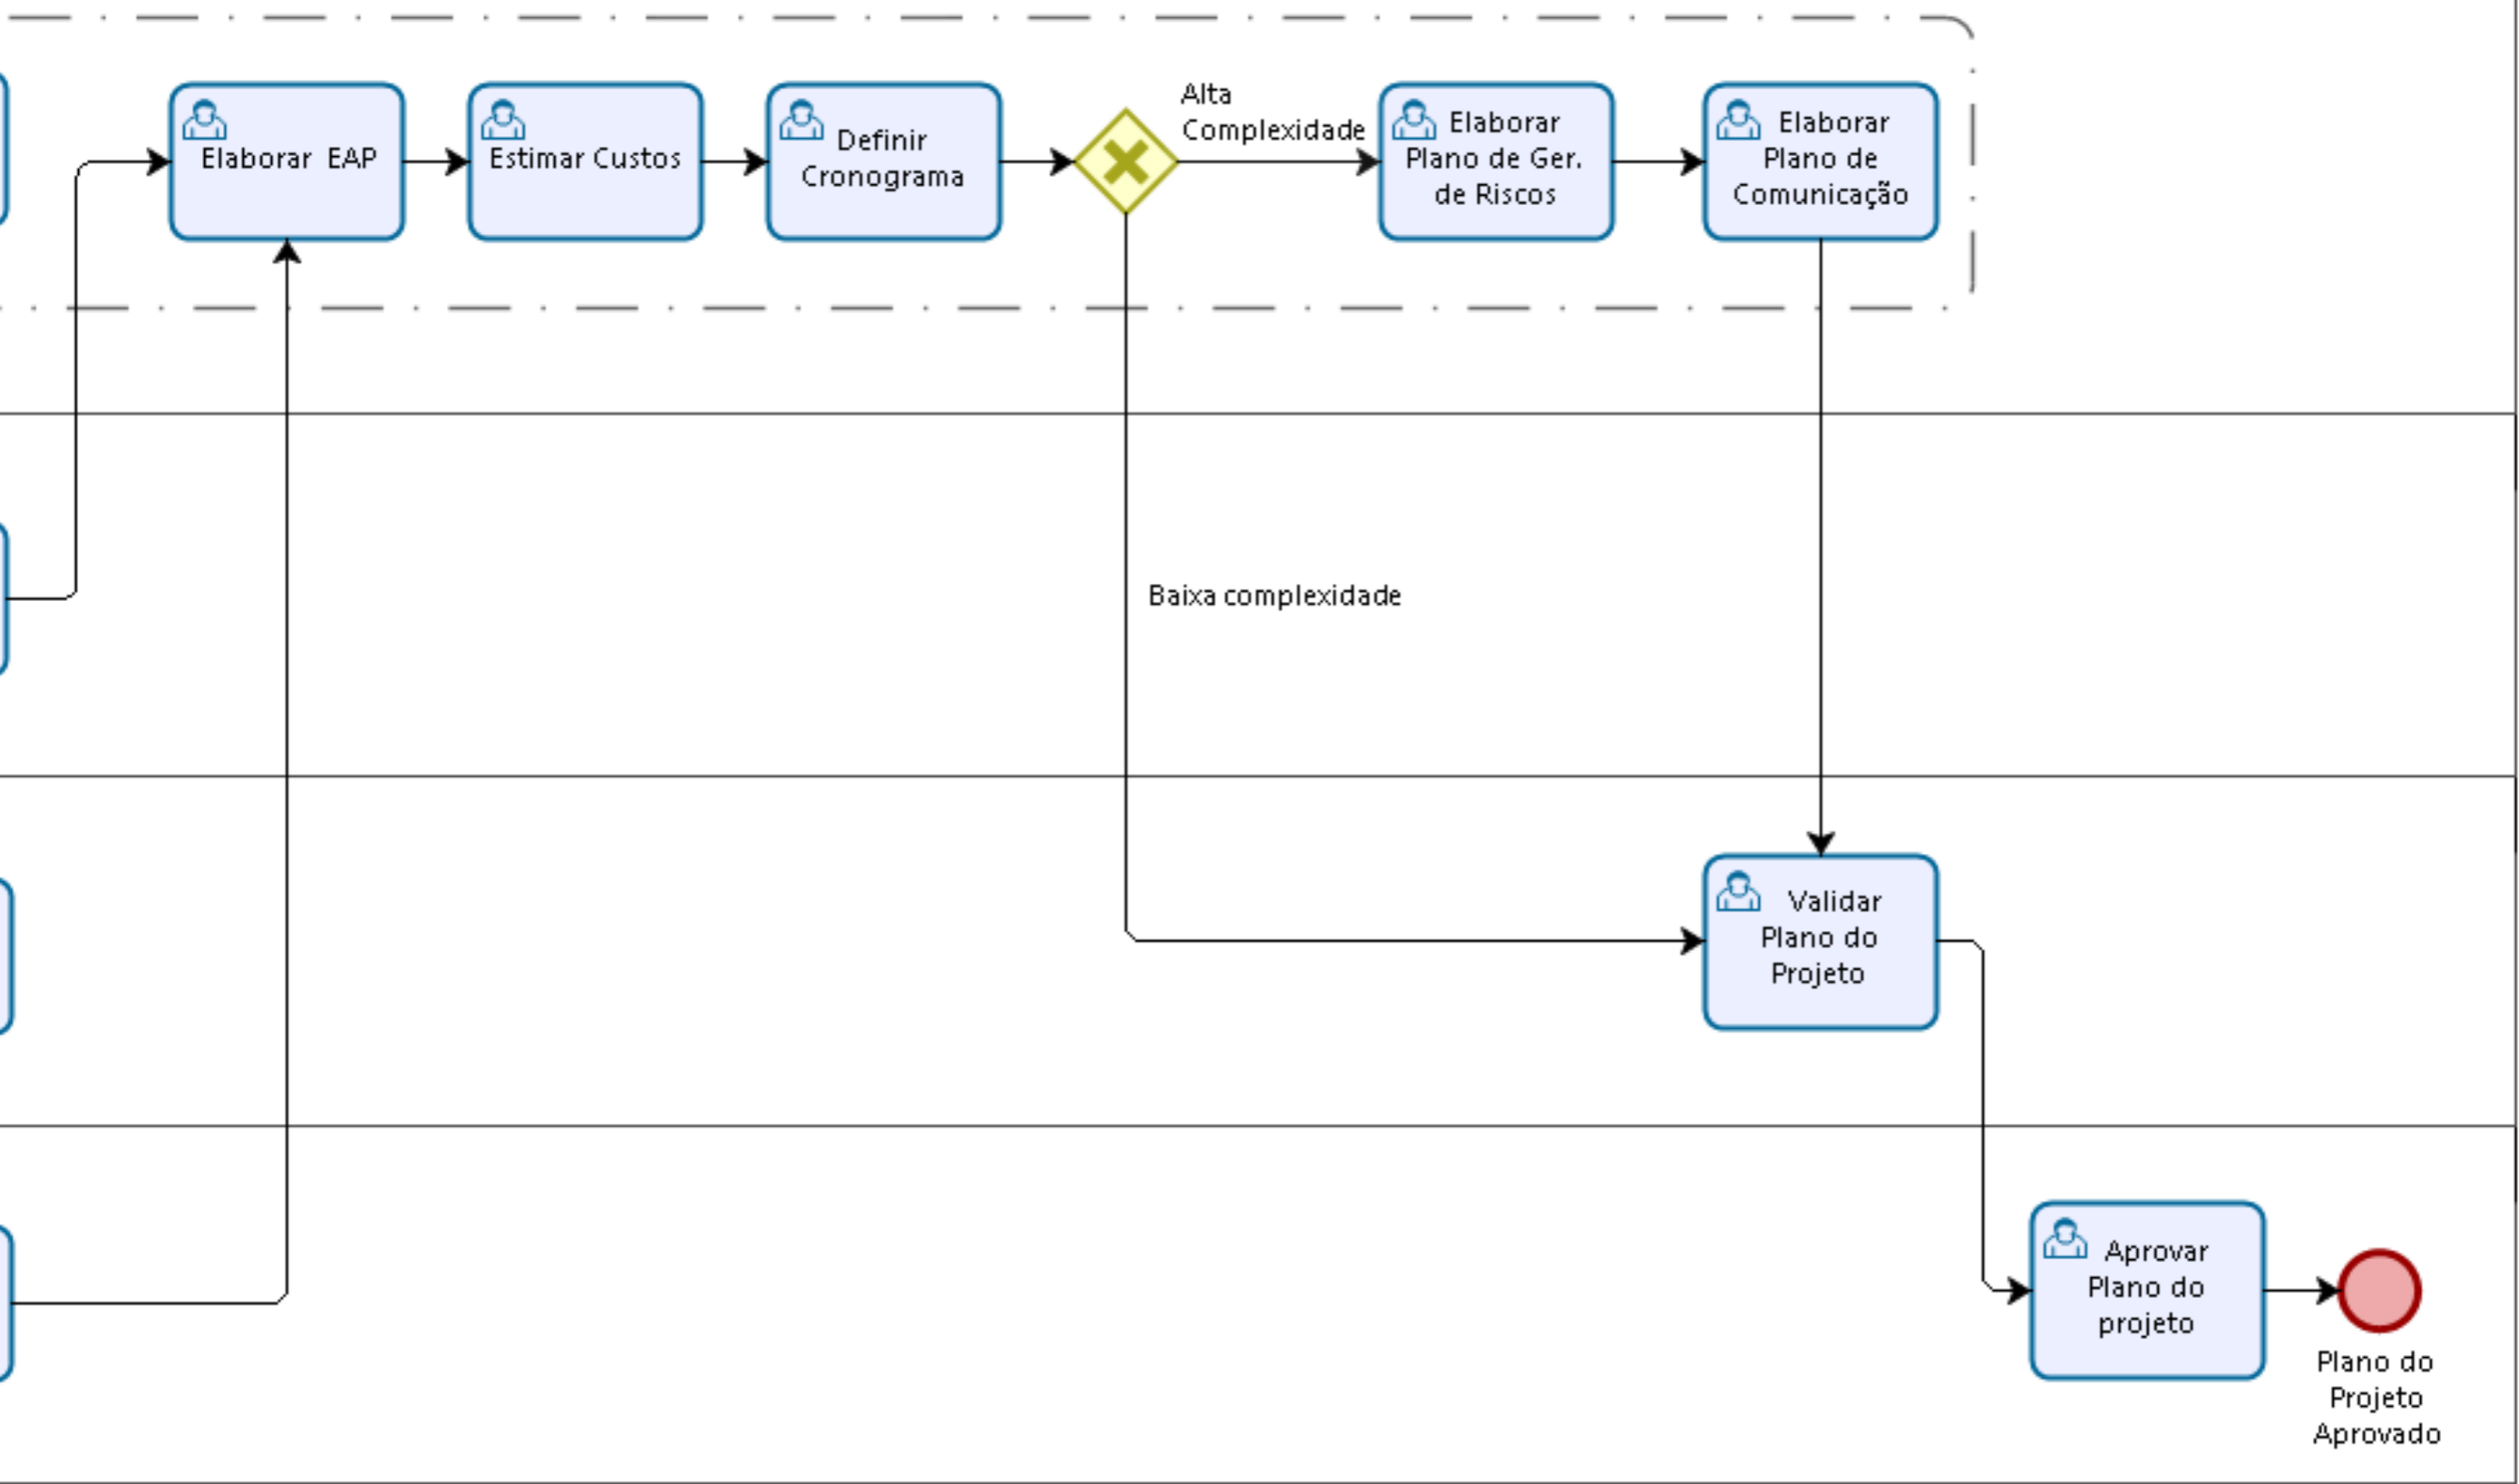 Elaborar EAP
Estimar Custos
Definir
Cronograma
Alta
Complexidade
Elaborar
Plano de Ger.
de Riscos
Elaborar
Plano de
Comunicação
Baixa complexidade
Validar
Plano do
Projeto
Aprovar
Plano do
projeto
Plano do
Projeto
Aprovado